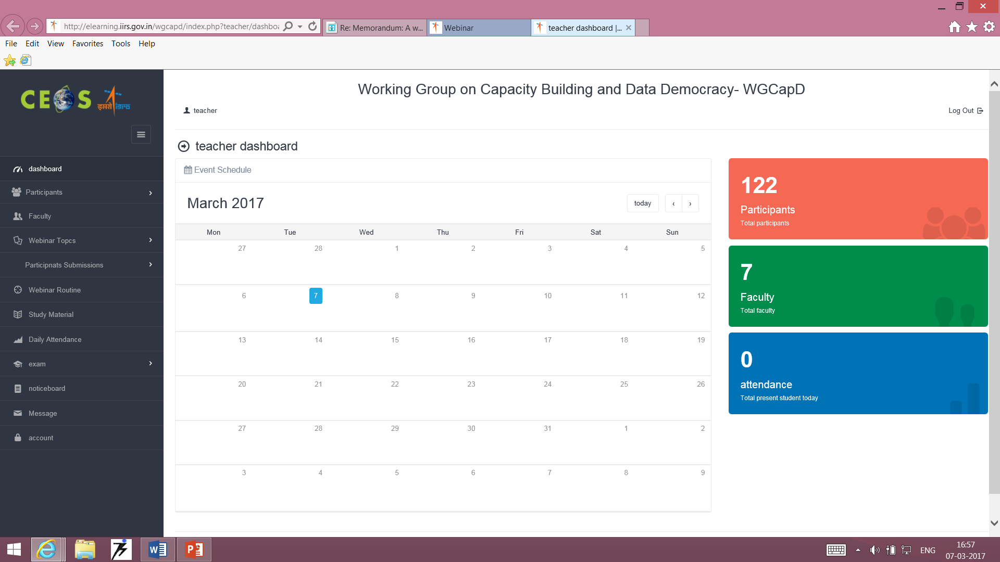 http://elearning.iirs.gov.in/wgcapd/index.php?teacher/dashboa
Re: Memorandum: A w...
Webinar
teacher dashboard |...
File Edit View Favorites Tools Help
CEOS
इसरो isro
Working Group on Capacity Building and Data Democracy- WGCapD
teacher
Log Out
teacher dashboard
dashboard
Participants
Faculty
Webinar Topcs
Participnats Submissions
Webinar Routine
Study Material
Daily Attendance
exam
noticeboard
Message
account
Event Schedule
March 2017
today ‹ ›
Mon Tue Wed Thu Fri Sat Sun
27 28 1 2 3 4 5
6 7 8 9 10 11 12
13 14 15 16 17 18 19
20 21 22 23 24 25 26
27 28 29 30 31 1 2
3 4 5 6 7 8 9
122
Participants
Total participants
7
Faculty
Total faculty
0
attendance
Total present student today
ENG
16:57
07-03-2017